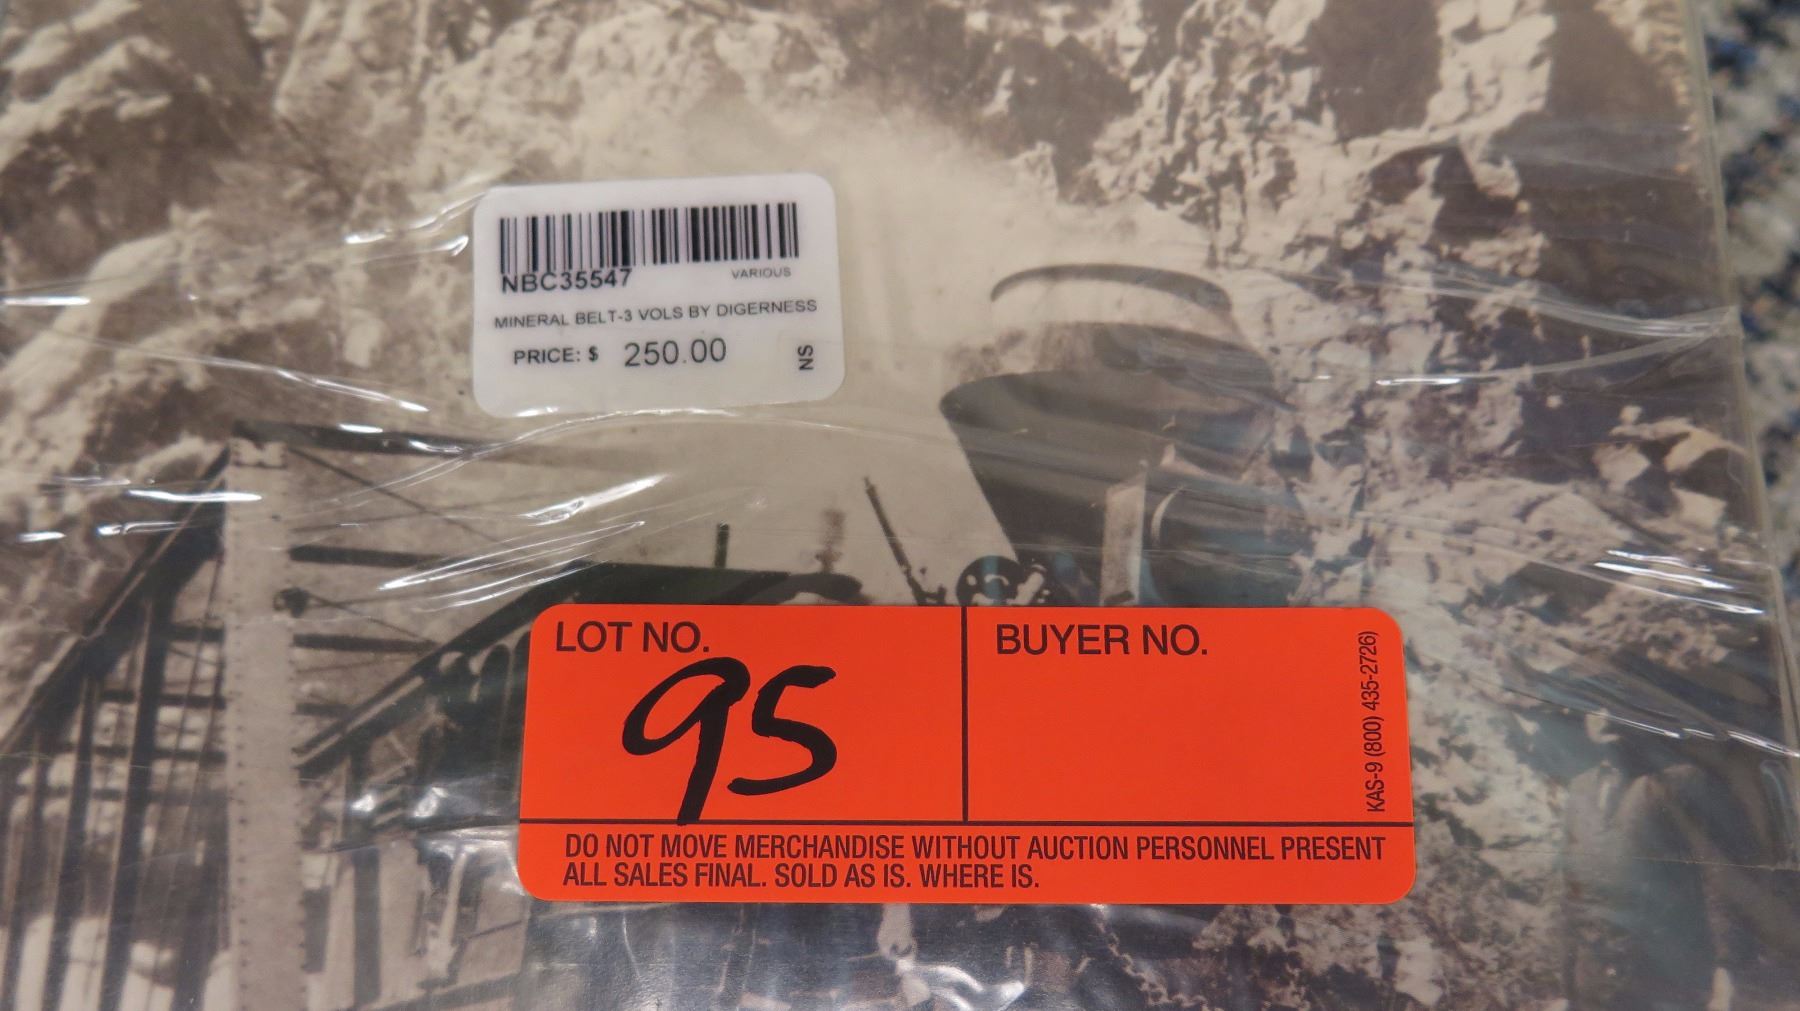 NBC35547 VARIOUS
MINERAL BELT-3 VOLS BY DIGERNESS
PRICE: $ 250.00 NS
LOT NO. BUYER NO.
95
KAS-9 (800) 435-2726)
DO NOT MOVE MERCHANDISE WITHOUT AUCTION PERSONNEL PRESENT
ALL SALES FINAL. SOLD AS IS. WHERE IS.